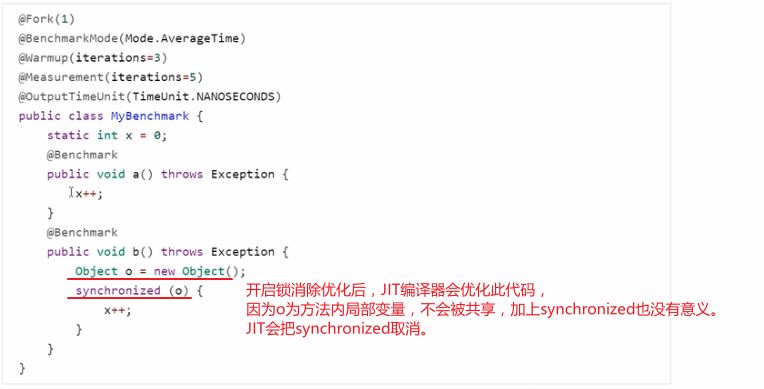 @Fork(1)
@BenchmarkMode(Mode.AverageTime)
@Warmup(iterations=3)
@Measurement(iterations=5)
@OutputTimeUnit(TimeUnit.NANOSECONDS)
public class MyBenchmark {
static int x = 0;
@Benchmark
public void a() throws Exception {
x++;
}
@Benchmark
public void b() throws Exception {
Object o = new Object();
synchronized (o) {
x++;
}
}
}
开启锁消除优化后，JIT编译器会优化此代码，
因为o为方法内局部变量，不会被共享，加上synchronized也没有意义。
JIT会把synchronized取消。